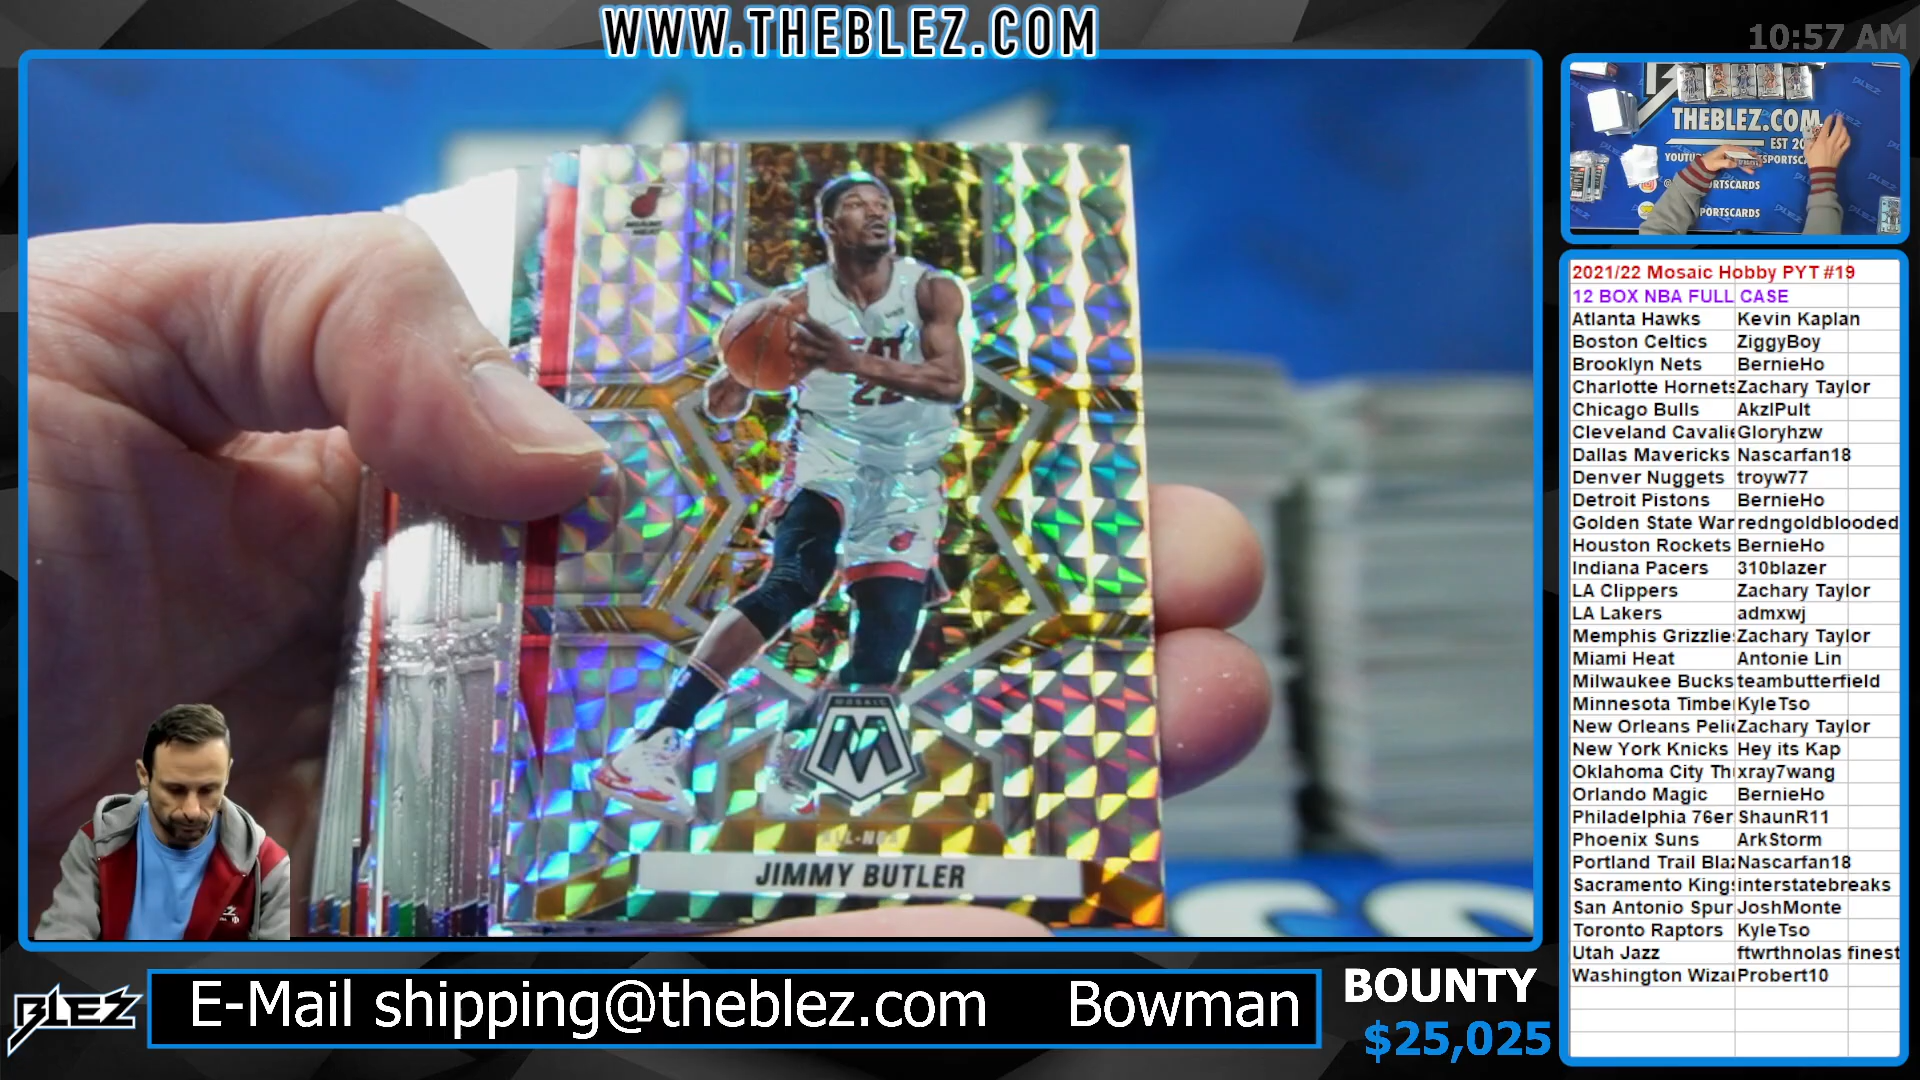 WWW.THEBLEZ.COM
10:57 AM
THEBLEZ.COM
MIAMI
HEAT
22
MOSAIC
M
ALL-NBA
JIMMY BUTLER
2021/22 Mosaic Hobby PYT #19
12 BOX NBA FULL CASE
Atlanta Hawks Kevin Kaplan
Boston Celtics ZiggyBoy
Brooklyn Nets BernieHo
Charlotte Hornets Zachary Taylor
Chicago Bulls AkzlPult
Cleveland Cavalie Gloryhzw
Dallas Mavericks Nascarfan18
Denver Nuggets troyw77
Detroit Pistons BernieHo
Golden State War redngoldblooded
Houston Rockets BernieHo
Indiana Pacers 310blazer
LA Clippers Zachary Taylor
LA Lakers admxwj
Memphis Grizzlie Zachary Taylor
Miami Heat Antonie Lin
Milwaukee Bucks teambutterfield
Minnesota Timbe KyleTso
New Orleans Peli Zachary Taylor
New York Knicks Hey its Kap
Oklahoma City Th xray7wang
Orlando Magic BernieHo
Philadelphia 76er ShaunR11
Phoenix Suns ArkStorm
Portland Trail Bla Nascarfan18
Sacramento King interstatebreaks
San Antonio Spur JoshMonte
Toronto Raptors KyleTso
Utah Jazz ftwrthnolas finest
Washington Wiza Probert10
BLEZ
E-Mail shipping@theblez.com Bowman
BOUNTY
$25,025